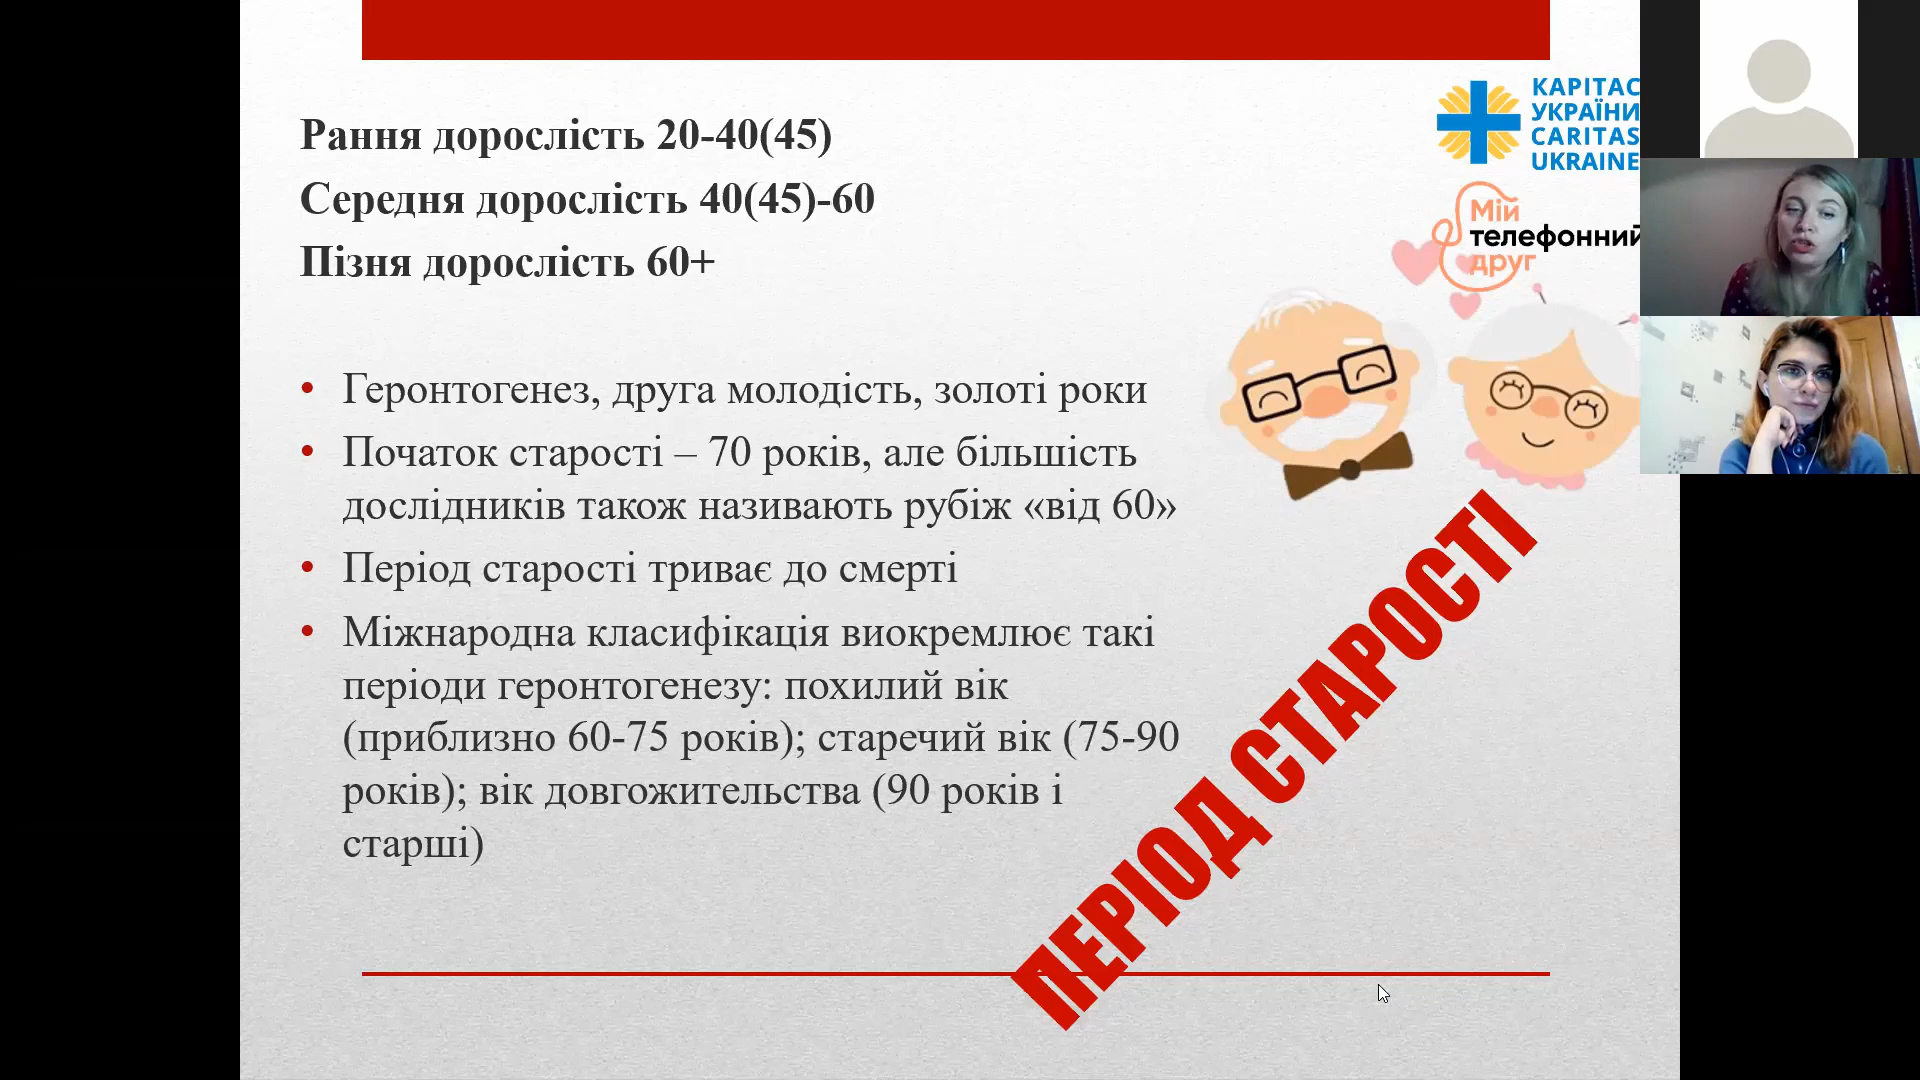 Рання дорослість 20-40(45)
Середня дорослість 40(45)-60
Пізня дорослість 60+
• Геронтогенез, друга молодість, золоті роки
• Початок старості – 70 років, але більшість
дослідників також називають рубіж «від 60»
• Період старості триває до смерті
• Міжнародна класифікація виокремлює такі
періоди геронтогенезу: похилий вік
(приблизно 60-75 років); старечий вік (75-90
років); вік довгожительства (90 років і
старші)
КАРІТАС
УКРАЇНИ
CARITAS
UKRAINE
Мій
телефонний
друг
ПЕРІОД СТАРОСТІ